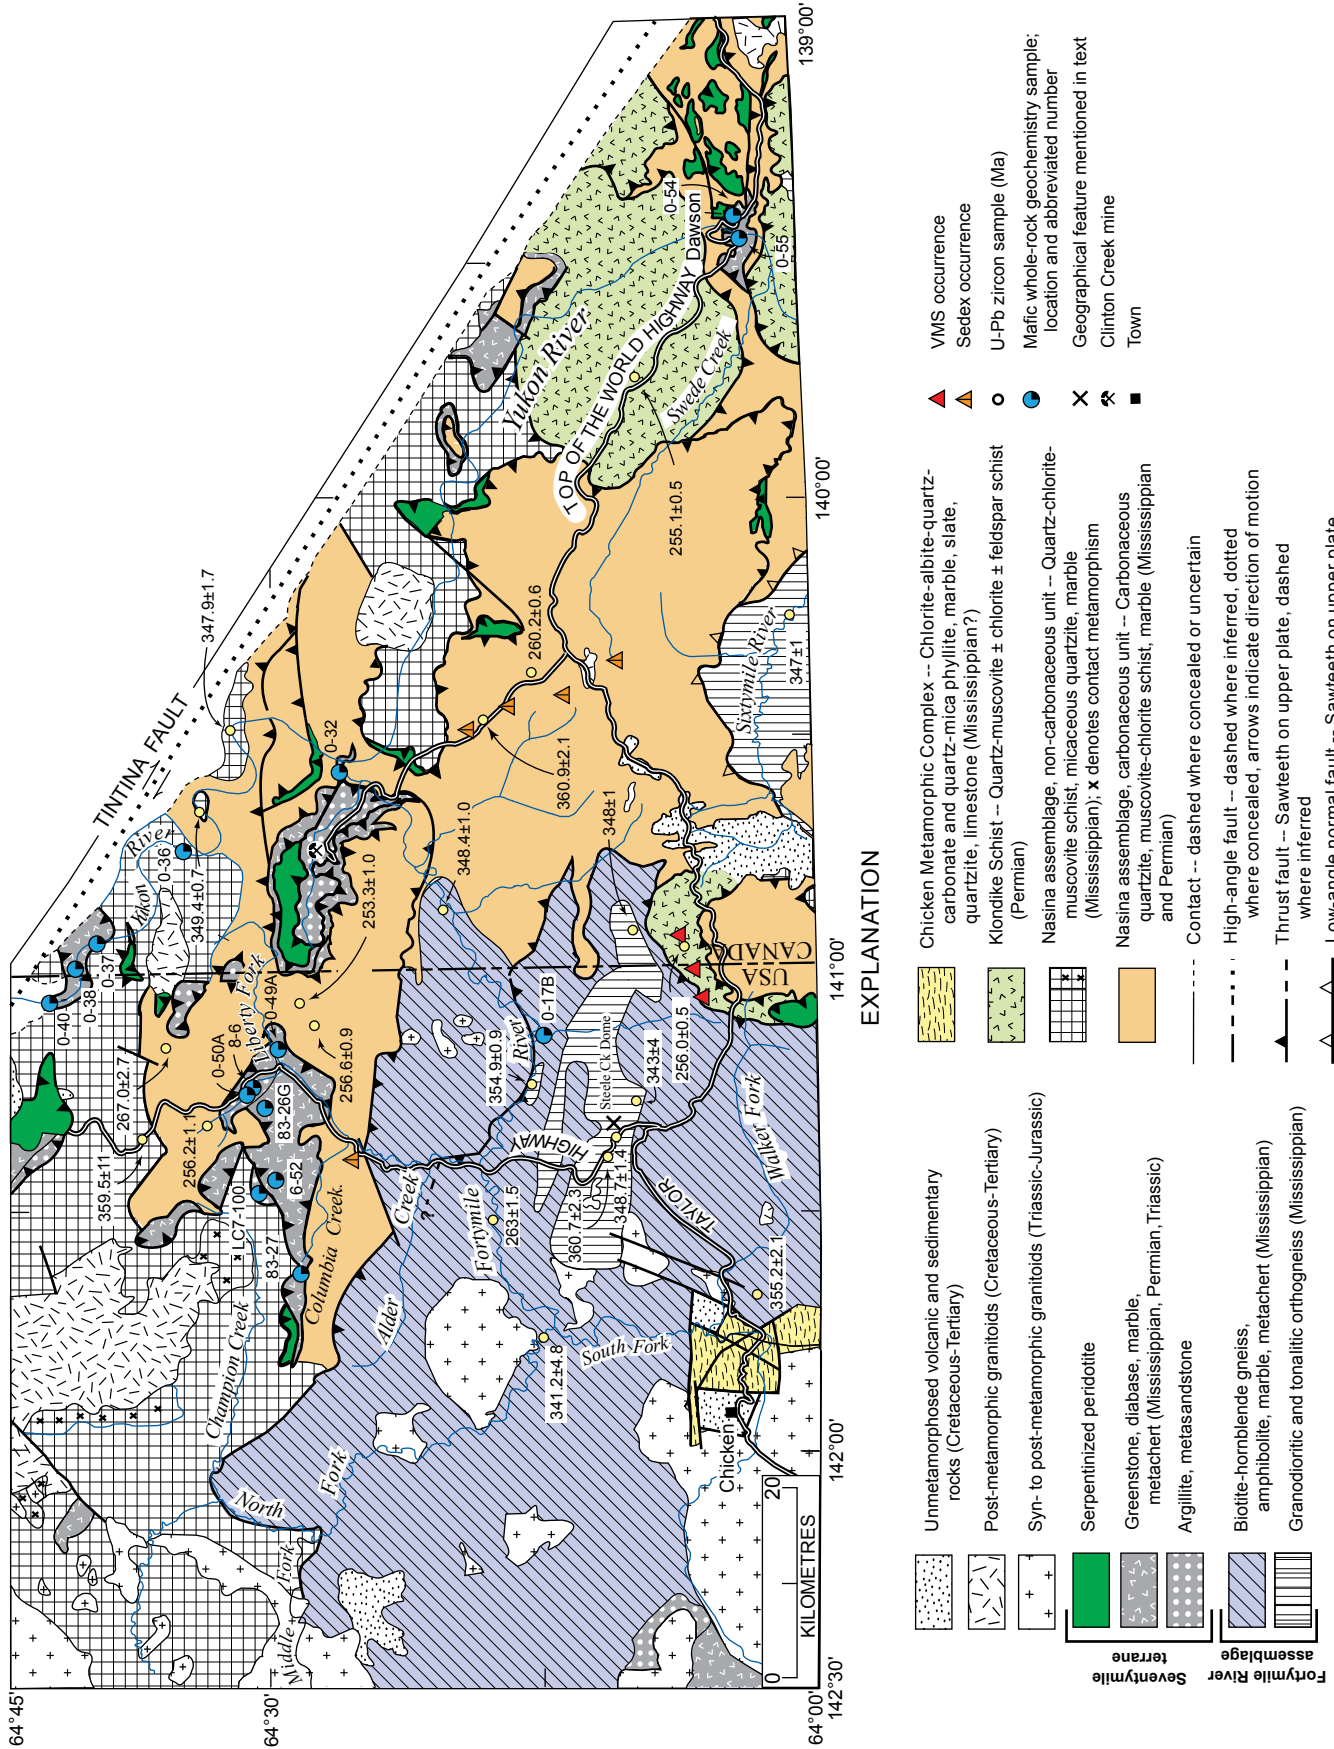 64°45'
64°30'
64°00'
142°30'
142°00'
141°00'
140°00'
139°00'
KILOMETRES
0
20
TINTINA FAULT
347.9±1.7
Yukon
River
0-36
0-37
0-38
0-40
349.4±0.7
0-32
Liberty Fork
0-49A
8-6
0-50A
267.0±2.7
359.5±11
256.2±1.1
83-26G
6-52
LC7-100
83-27
256.6±0.9
253.3±1.0
348.4±1.0
360.9±2.1
260.2±0.6
348±1
Columbia Creek.
Champion Creek
North
Fork
Middle Fork
Alder
Creek
?
Fortymile
River
354.9±0.9
0-17B
263±1.5
HIGHWAY
TAYLOR
Steele Ck Dome
343±4
256.0±0.5
360.7±2.3
348.7±1.4
355.2±2.1
341.2±4.8
South Fork
Walker Fork
Chicken
USA
CANADA
Sixtymile River
347±1
255.1±0.5
TOP OF THE WORLD HIGHWAY
Yukon River
Swede Creek
Dawson
0-54
0-55
EXPLANATION
Unmetamorphosed volcanic and sedimentary
rocks (Cretaceous-Tertiary)
Post-metamorphic granitoids (Cretaceous-Tertiary)
Syn- to post-metamorphic granitoids (Triassic-Jurassic)
Seventymile
terrane
Serpentinized peridotite
Greenstone, diabase, marble,
metachert (Mississippian, Permian,Triassic)
Argillite, metasandstone
Fortymile River
assemblage
Biotite-hornblende gneiss,
amphibolite, marble, metachert (Mississippian)
Granodioritic and tonalitic orthogneiss (Mississippian)
Chicken Metamorphic Complex -- Chlorite-albite-quartz-
carbonate and quartz-mica phyllite, marble, slate,
quartzite, limestone (Mississippian?)
Klondike Schist -- Quartz-muscovite ± chlorite ± feldspar schist
(Permian)
Nasina assemblage, non-carbonaceous unit -- Quartz-chlorite-
muscovite schist, micaceous quartzite, marble
(Mississippian); x denotes contact metamorphism
Nasina assemblage, carbonaceous unit -- Carbonaceous
quartzite, muscovite-chlorite schist, marble (Mississippian
and Permian)
Contact -- dashed where concealed or uncertain
High-angle fault -- dashed where inferred, dotted
where concealed, arrows indicate direction of motion
Thrust fault -- Sawteeth on upper plate, dashed
where inferred
Low-angle normal fault -- Sawteeth on upper plate
VMS occurrence
Sedex occurrence
U-Pb zircon sample (Ma)
Mafic whole-rock geochemistry sample;
location and abbreviated number
Geographical feature mentioned in text
Clinton Creek mine
Town